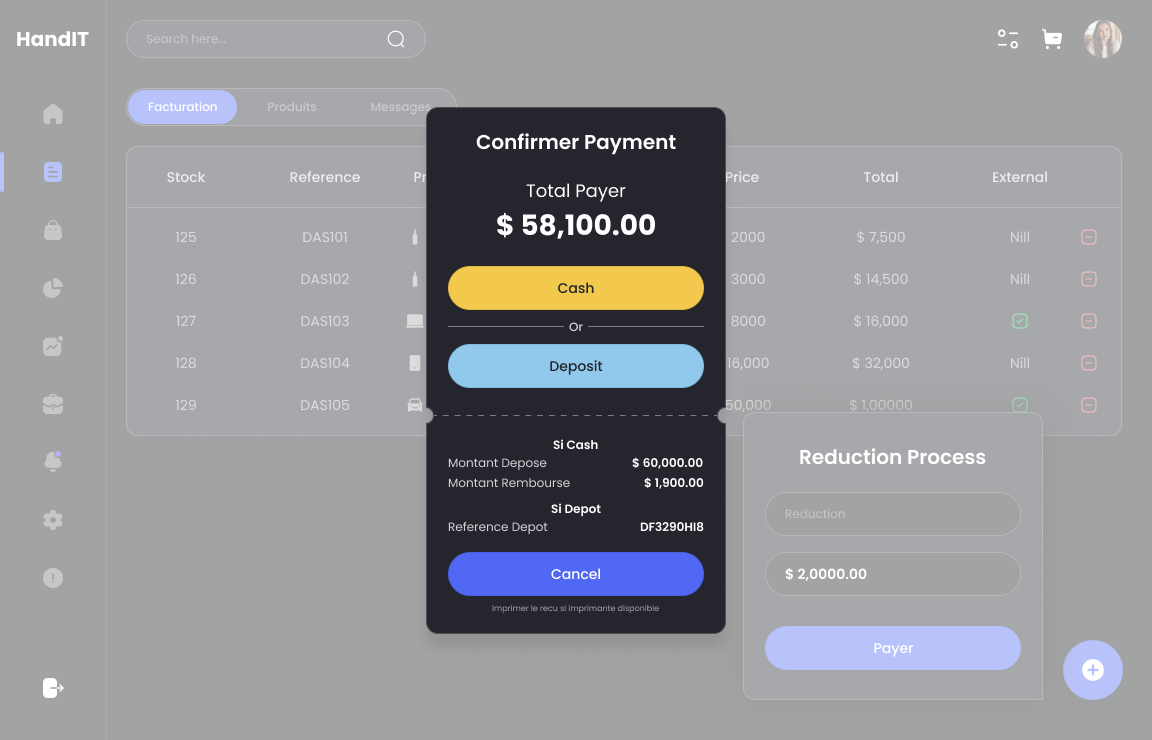 HandIT
Search here...
Facturation Produits Messages
Stock Reference Pr Price Total External
125 DAS101 2000 $ 7,500 Nill
126 DAS102 3000 $ 14,500 Nill
127 DAS103 8000 $ 16,000
128 DAS104 16,000 $ 32,000 Nill
129 DAS105 50,000 $ 1,00000
Confirmer Payment
Total Payer
$ 58,100.00
Cash
Or
Deposit
Si Cash
Montant Depose $ 60,000.00
Montant Rembourse $ 1,900.00
Si Depot
Reference Depot DF3290HI8
Cancel
Imprimer le recu si imprimante disponible
Reduction Process
Reduction
$ 2,0000.00
Payer